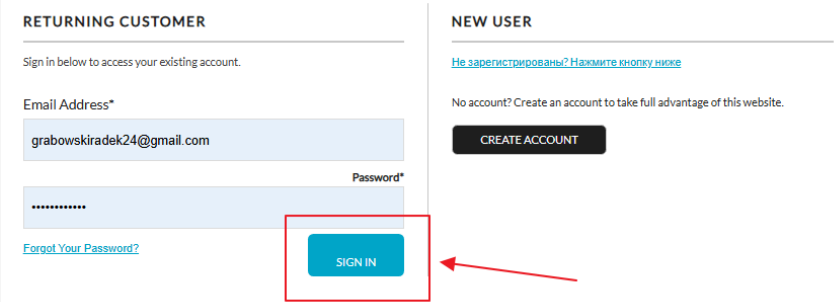 RETURNING CUSTOMER
Sign in below to access your existing account.
Email Address*
grabowskiradek24@gmail.com
Password*
••••••••••••
Forgot Your Password?
SIGN IN
NEW USER
Не зарегистрированы? Нажмите кнопку ниже
No account? Create an account to take full advantage of this website.
CREATE ACCOUNT